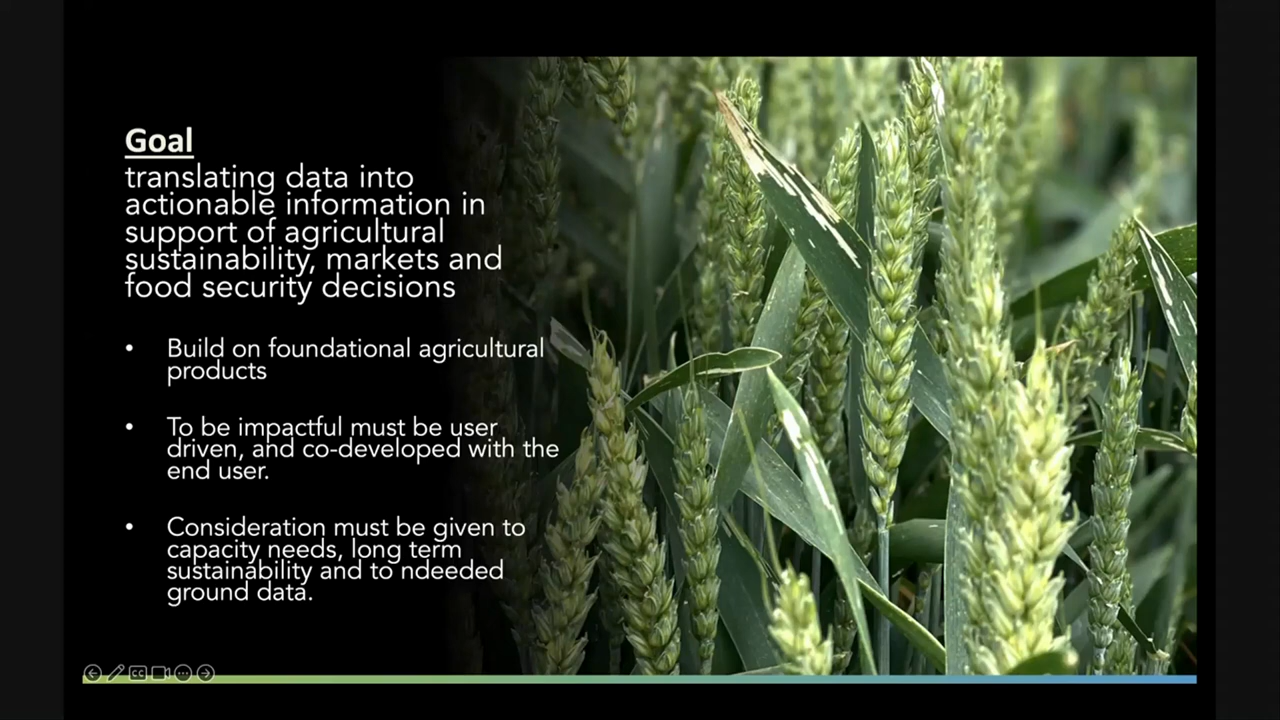 Goal
translating data into
actionable information in
support of agricultural
sustainability, markets and
food security decisions
• Build on foundational agricultural
products
• To be impactful must be user
driven, and co-developed with the
end user.
• Consideration must be given to
capacity needs, long term
sustainability and to ndeeded
ground data.
CC